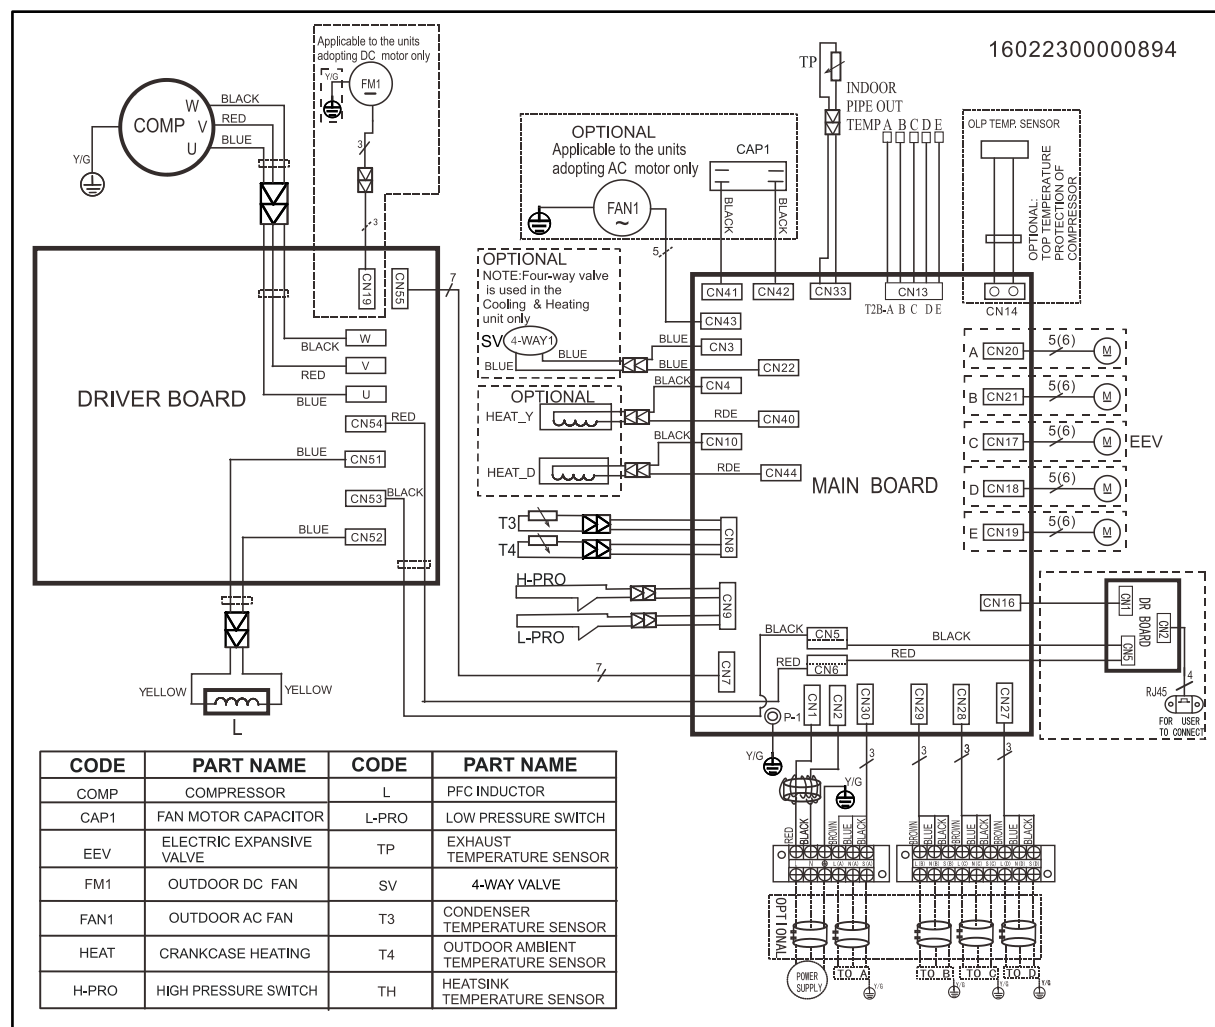 16022300000894
Applicable to the units
adopting DC motor only
Y/G
FM1
3
3
COMP
W
V
U
BLACK
RED
BLUE
Y/G
OPTIONAL
Applicable to the units
adopting AC motor only
FAN1
~
CAP1
BLACK
BLACK
5
TP
INDOOR
PIPE OUT
TEMP
A B C D E
OLP TEMP. SENSOR
OPTIONAL:
TOP TEMPERATURE
PROTECTION OF
COMPRESSOR
DRIVER BOARD
CN19
CN55
7
W
BLACK
V
RED
U
BLUE
CN54
RED
CN51
BLUE
CN53
BLACK
CN52
BLUE
YELLOW
YELLOW
L
OPTIONAL
NOTE:Four-way valve
is used in the
Cooling & Heating
unit only
SV
4-WAY1
BLUE
BLUE
BLUE
BLUE
OPTIONAL
HEAT_Y
BLACK
RDE
HEAT_D
BLACK
RDE
T3
T4
H-PRO
L-PRO
7
MAIN BOARD
CN41
CN42
CN33
CN13
T2B-A B C D E
CN14
CN43
CN3
CN22
CN4
CN40
CN10
CN44
CN8
CN9
CN7
A
CN20
5(6)
M
B
CN21
5(6)
M
C
CN17
5(6)
M
EEV
D
CN18
5(6)
M
E
CN19
5(6)
M
CN16
BLACK
CN5
BLACK
RED
CN6
RED
DR BOARD
CN1
CN2
CN5
4
RJ45
FOR USER
TO CONNECT
P-1
CN1
CN2
CN30
CN29
CN28
CN27
Y/G
3
3
3
3
Y/G
RED
BLACK
BROWN
BLUE
BLACK
BROWN
BLUE
BLACK
BROWN
BLUE
BLACK
BROWN
BLUE
BLACK
N
L(A) N(A) S(A)
L(B) N(B) S(B) L(C) N(C) S(C) L(D) N(D) S(D)
OPTIONAL
POWER
SUPPLY
TO A
TO B
TO C
TO D
Y/G
Y/G
Y/G
Y/G
CODE PART NAME CODE PART NAME
COMP COMPRESSOR L PFC INDUCTOR
CAP1 FAN MOTOR CAPACITOR L-PRO LOW PRESSURE SWITCH
EEV ELECTRIC EXPANSIVE VALVE TP EXHAUST TEMPERATURE SENSOR
FM1 OUTDOOR DC FAN SV 4-WAY VALVE
FAN1 OUTDOOR AC FAN T3 CONDENSER TEMPERATURE SENSOR
HEAT CRANKCASE HEATING T4 OUTDOOR AMBIENT TEMPERATURE SENSOR
H-PRO HIGH PRESSURE SWITCH TH HEATSINK TEMPERATURE SENSOR